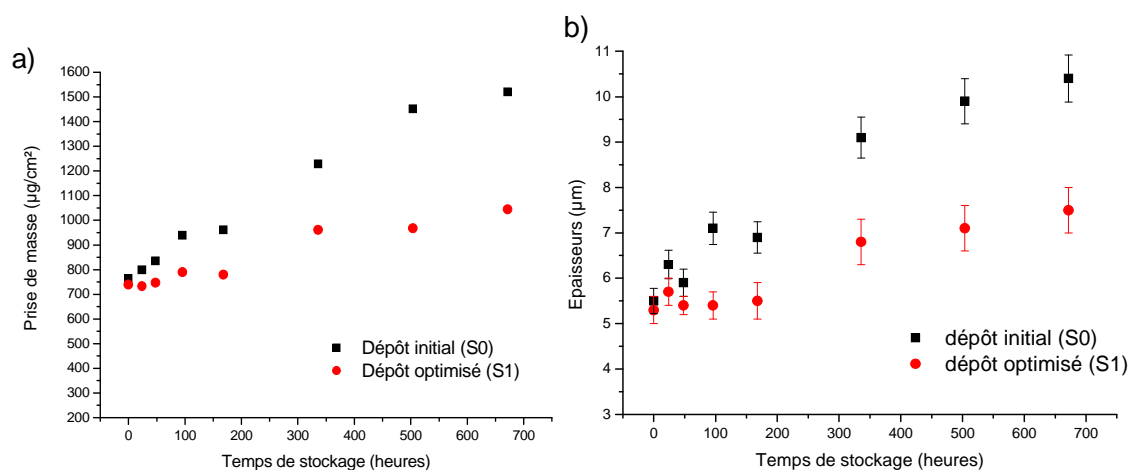 a)
Prise de masse (µg/cm²)
1600
1500
1400
1300
1200
1100
1000
900
800
700
600
500
400
300
200
0 100 200 300 400 500 600 700
Temps de stockage (heures)
Dépôt initial (S0)
Dépôt optimisé (S1)
b)
Epaisseurs (µm)
11
10
9
8
7
6
5
4
3
0 100 200 300 400 500 600 700
Temps de stockage (heures)
dépôt initial (S0)
dépôt optimisé (S1)